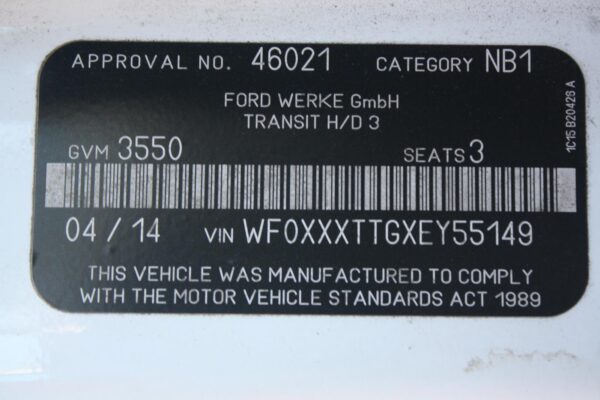 APPROVAL NO. 46021 CATEGORY NB1
FORD WERKE GmbH
TRANSIT H/D 3
1C15 B20428 A
GVM 3550 SEATS 3
04 / 14 VIN WF0XXXTTGXEY55149
THIS VEHICLE WAS MANUFACTURED TO COMPLY
WITH THE MOTOR VEHICLE STANDARDS ACT 1989